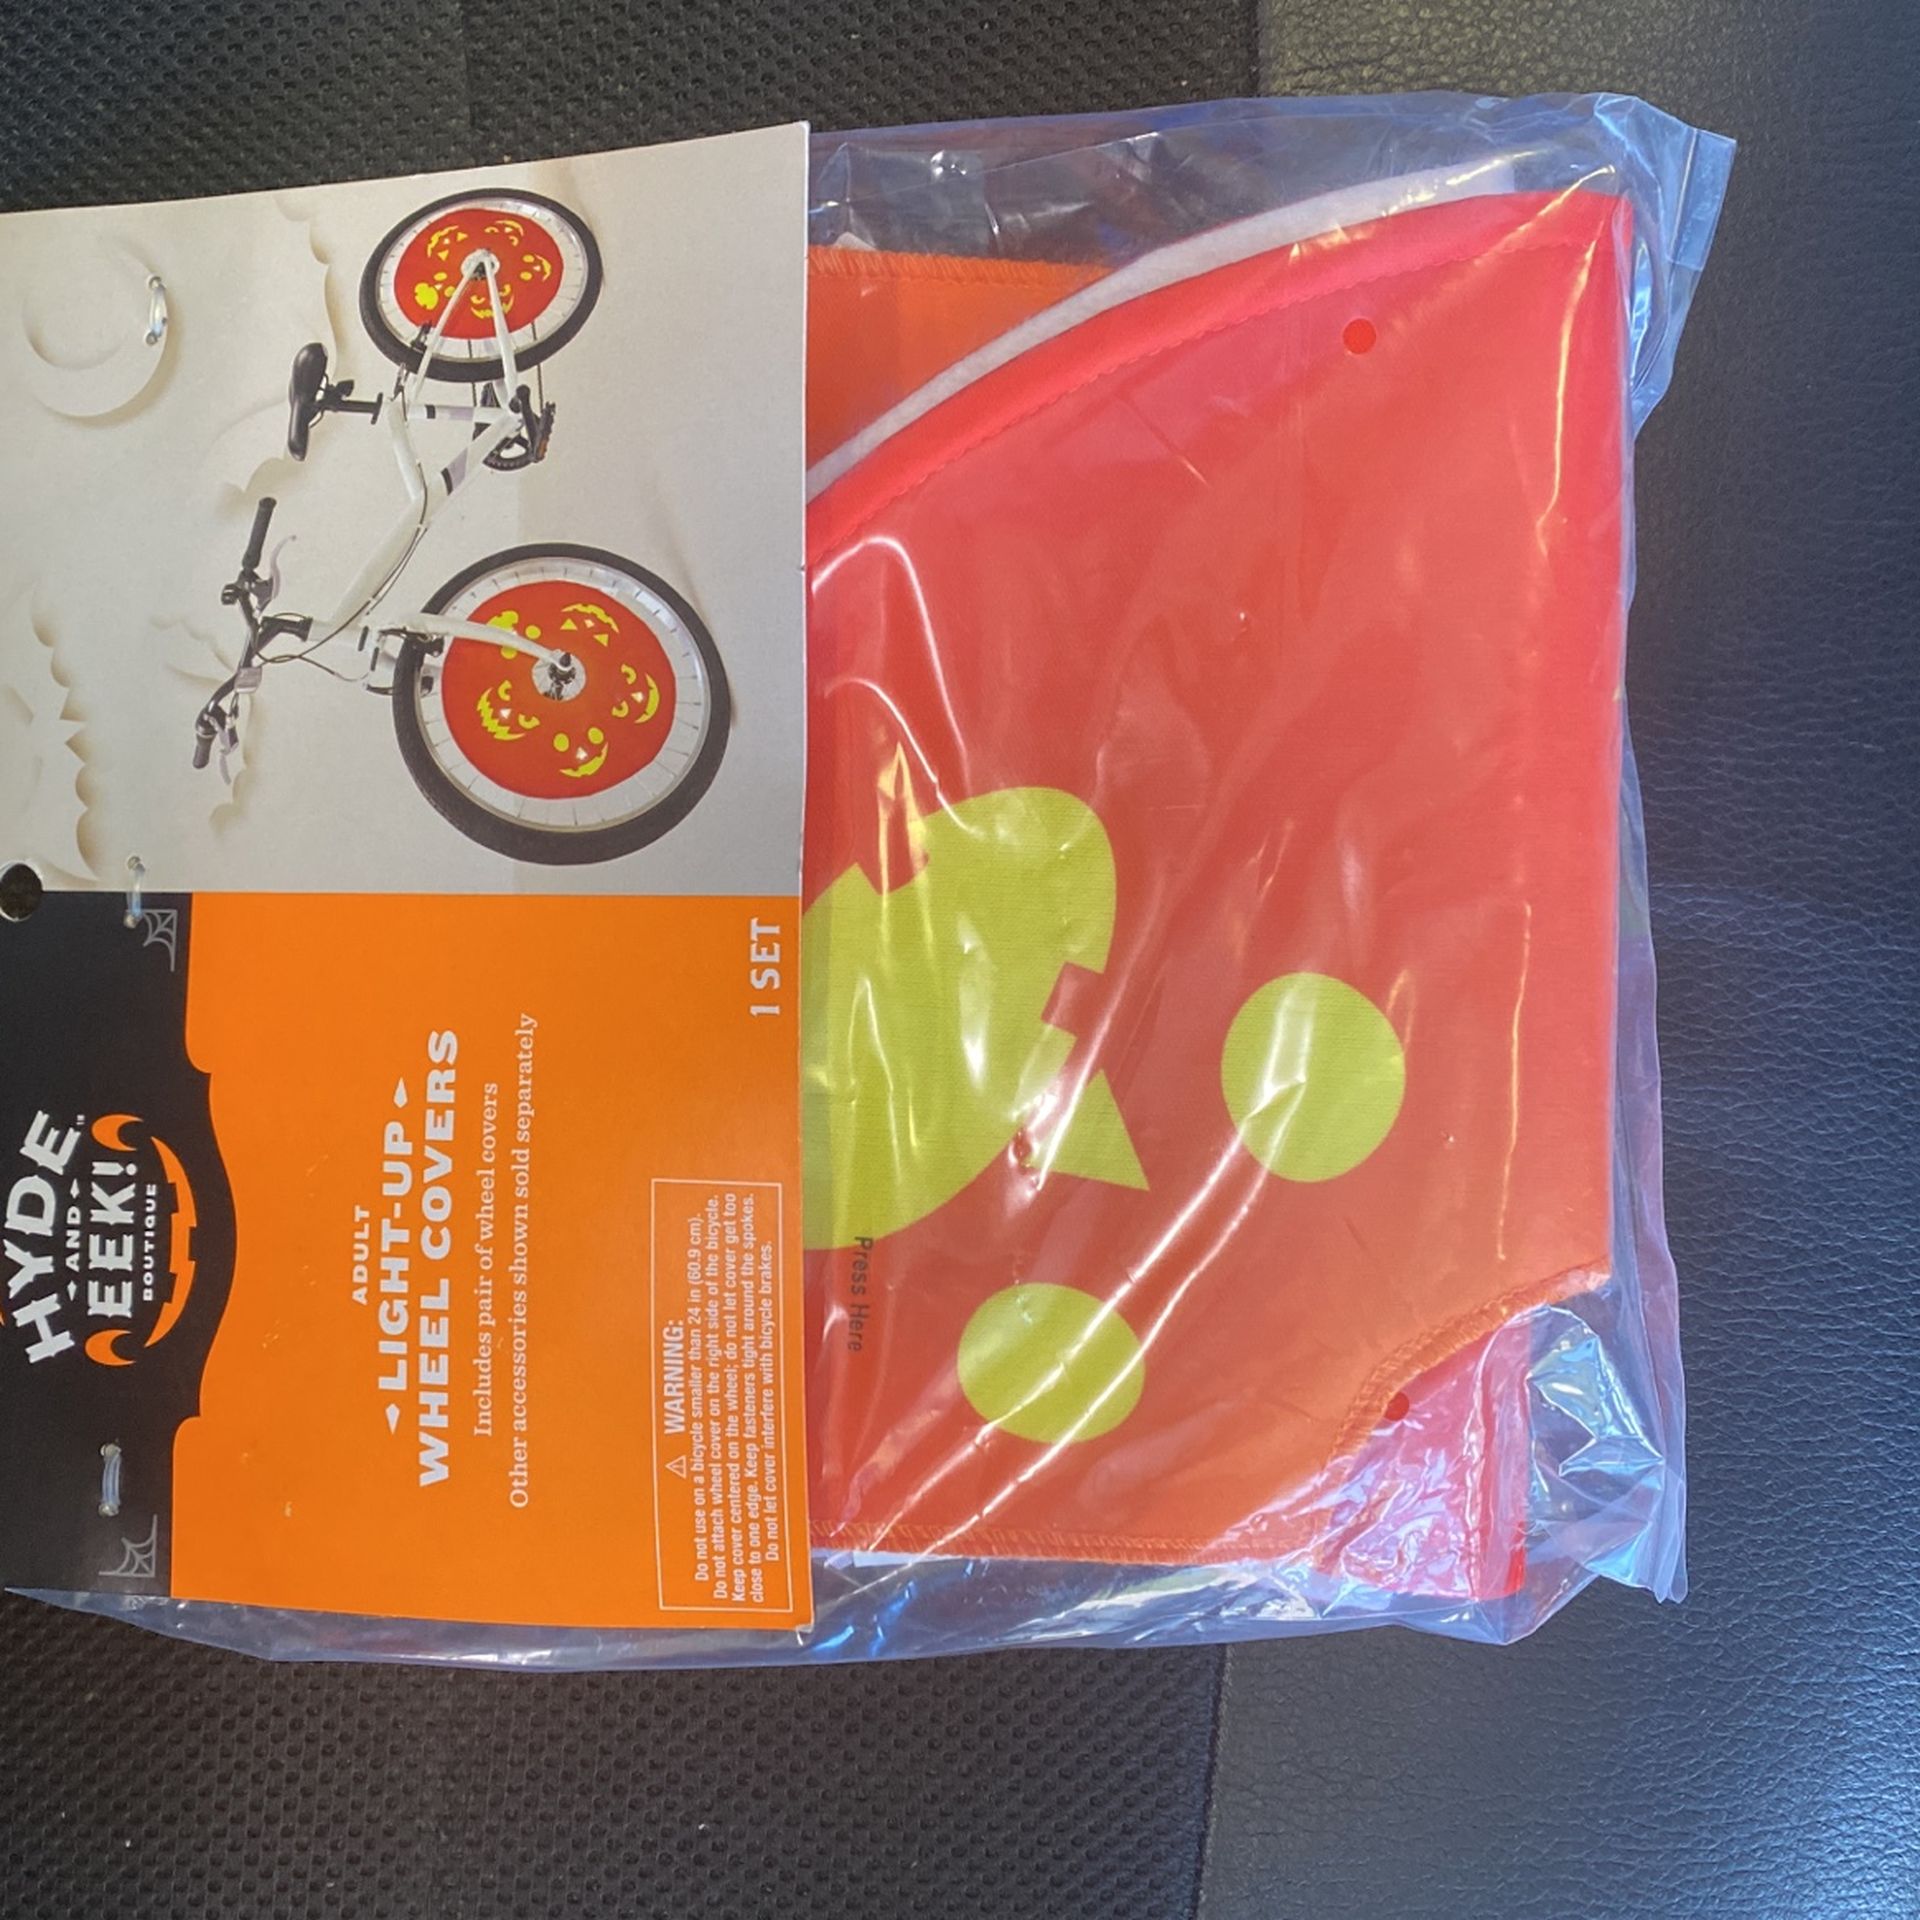 HYDE
AND
EEK!
BOUTIQUE
ADULT
LIGHT-UP
WHEEL COVERS
Includes pair of wheel covers
Other accessories shown sold separately
1 SET
⚠ WARNING:
Do not use on a bicycle smaller than 24 in (60.9 cm).
Do not attach wheel cover on the right side of the bicycle.
Keep cover centered on the wheel; do not let cover get too
close to one edge. Keep fasteners tight around the spokes.
Do not let cover interfere with bicycle brakes.
Press Here